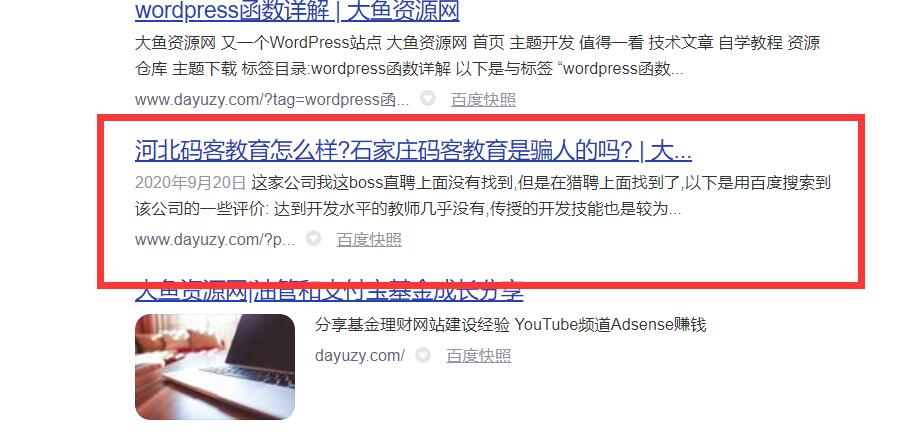 wordpress函数详解 | 大鱼资源网
大鱼资源网 又一个WordPress站点 大鱼资源网 首页 主题开发 值得一看 技术文章 自学教程 资源
仓库 主题下载 标签目录:wordpress函数详解 以下是与标签 “wordpress函数...
www.dayuzy.com/?tag=wordpress函... 百度快照
河北码客教育怎么样?石家庄码客教育是骗人的吗? | 大...
2020年9月20日 这家公司我这boss直聘上面没有找到,但是在猎聘上面找到了,以下是用百度搜索到
该公司的一些评价: 达到开发水平的教师几乎没有,传授的开发技能也是较为...
www.dayuzy.com/?p... 百度快照
大鱼资源网|油管和支付宝基金成长分享
分享基金理财网站建设经验 YouTube频道Adsense赚钱
dayuzy.com/ 百度快照